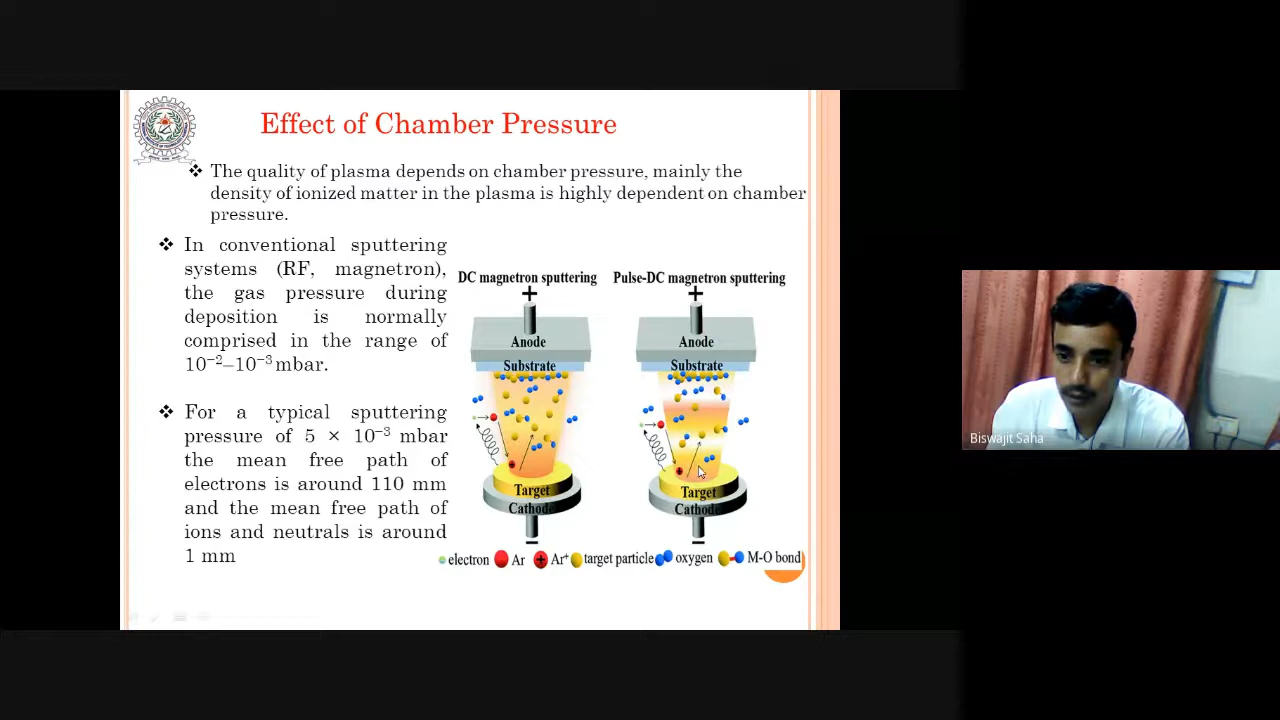 Effect of Chamber Pressure
❖ The quality of plasma depends on chamber pressure, mainly the
density of ionized matter in the plasma is highly dependent on chamber
pressure.
❖ In conventional sputtering
systems (RF, magnetron),
the gas pressure during
deposition is normally
comprised in the range of
10⁻²–10⁻³ mbar.
❖ For a typical sputtering
pressure of 5 × 10⁻³ mbar
the mean free path of
electrons is around 110 mm
and the mean free path of
ions and neutrals is around
1 mm
DC magnetron sputtering
+
Anode
Substrate
Target
Cathode
−
Pulse-DC magnetron sputtering
+
Anode
Substrate
Target
Cathode
−
electron Ar Ar⁺ target particle oxygen M-O bond
Biswajit Saha